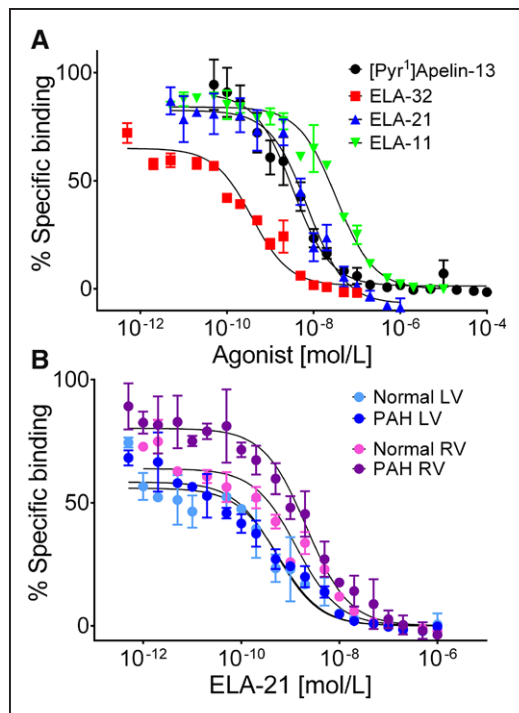 A
% Specific binding
100
50
0
[Pyr¹]Apelin-13
ELA-32
ELA-21
ELA-11
10⁻¹² 10⁻¹⁰ 10⁻⁸ 10⁻⁶ 10⁻⁴
Agonist [mol/L]
B
% Specific binding
100
50
0
Normal LV
PAH LV
Normal RV
PAH RV
10⁻¹² 10⁻¹⁰ 10⁻⁸ 10⁻⁶
ELA-21 [mol/L]